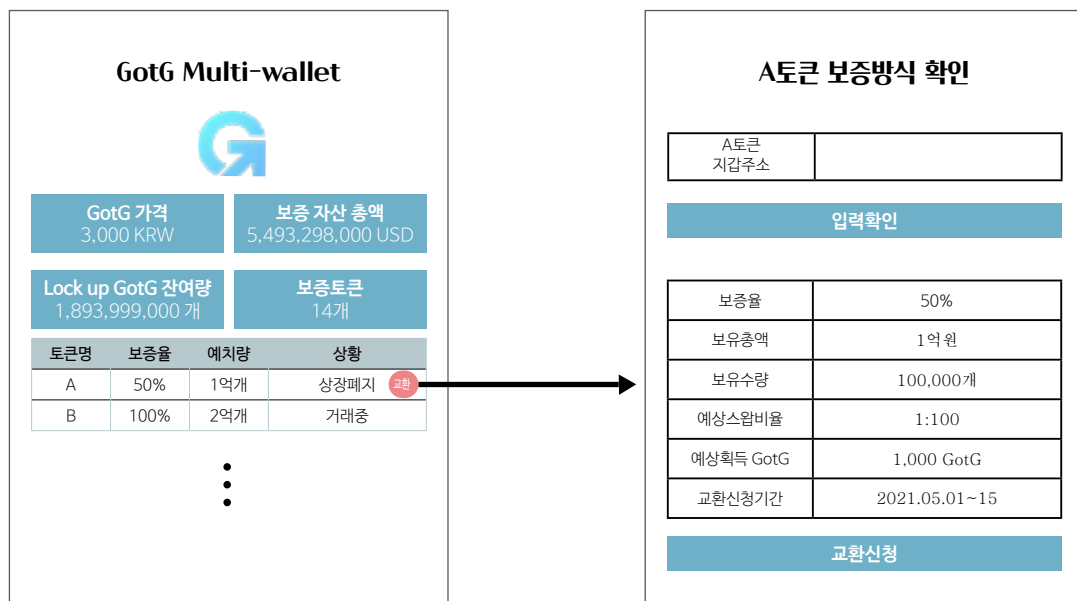 GotG Multi-wallet
GotG 가격
3,000 KRW
보증 자산 총액
5,493,298,000 USD
Lock up GotG 잔여량
1,893,999,000 개
보증토큰
14개
토큰명 보증율 예치량 상황
A 50% 1억개 상장폐지 교환
B 100% 2억개 거래중
A토큰 보증방식 확인
A토큰
지갑주소
입력확인
보증율 50%
보유총액 1억원
보유수량 100,000개
예상스왑비율 1:100
예상획득 GotG 1,000 GotG
교환신청기간 2021.05.01~15
교환신청